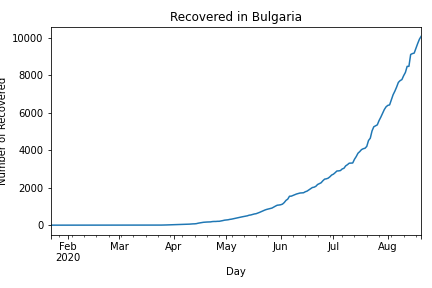 Recovered in Bulgaria
Number of Recovered
10000
8000
6000
4000
2000
0
Feb Mar Apr May Jun Jul Aug
2020
Day